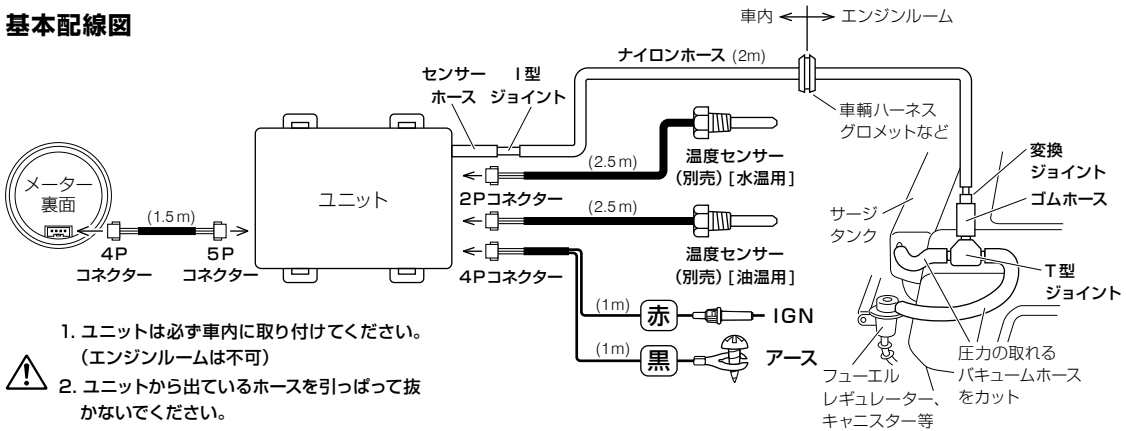 基本配線図
車内 エンジンルーム
ナイロンホース (2m)
センサー
ホース
I型
ジョイント
車輌ハーネス
グロメットなど
温度センサー
（別売）[水温用]
2Pコネクター
(2.5m)
変換
ジョイント
ゴムホース
サージ
タンク
T型
ジョイント
メーター
裏面
(1.5m)
4P
コネクター
5P
コネクター
ユニット
(2.5m)
温度センサー
（別売）[油温用]
4Pコネクター
(1m) 赤 IGN
(1m) 黒 アース
フューエル
レギュレーター、
キャニスター等
圧力の取れる
バキュームホース
をカット
1. ユニットは必ず車内に取り付けてください。
（エンジンルームは不可）
2. ユニットから出ているホースを引っぱって抜
かないでください。